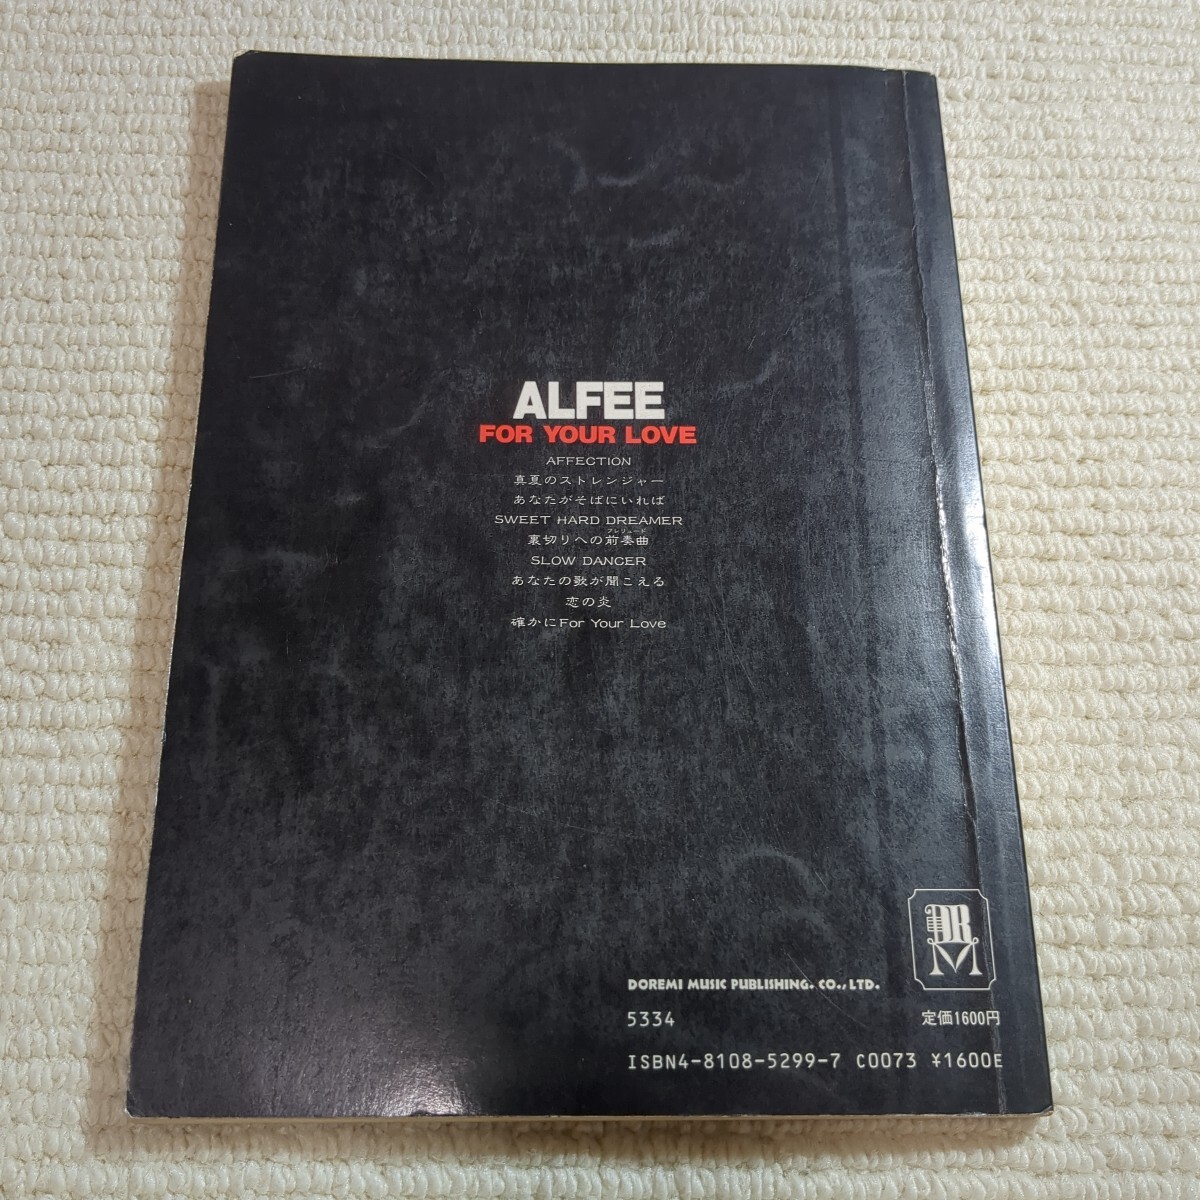 ALFEE
FOR YOUR LOVE
AFFECTION
真夏のストレンジャー
あなたがそばにいれば
SWEET HARD DREAMER
プレリュード
裏切りへの前奏曲
SLOW DANCER
あなたの歌が聞こえる
恋の炎
確かにFor Your Love
DRM
DOREMI MUSIC PUBLISHING. CO., LTD.
5334 定価1600円
ISBN4-8108-5299-7 C0073 ¥1600E